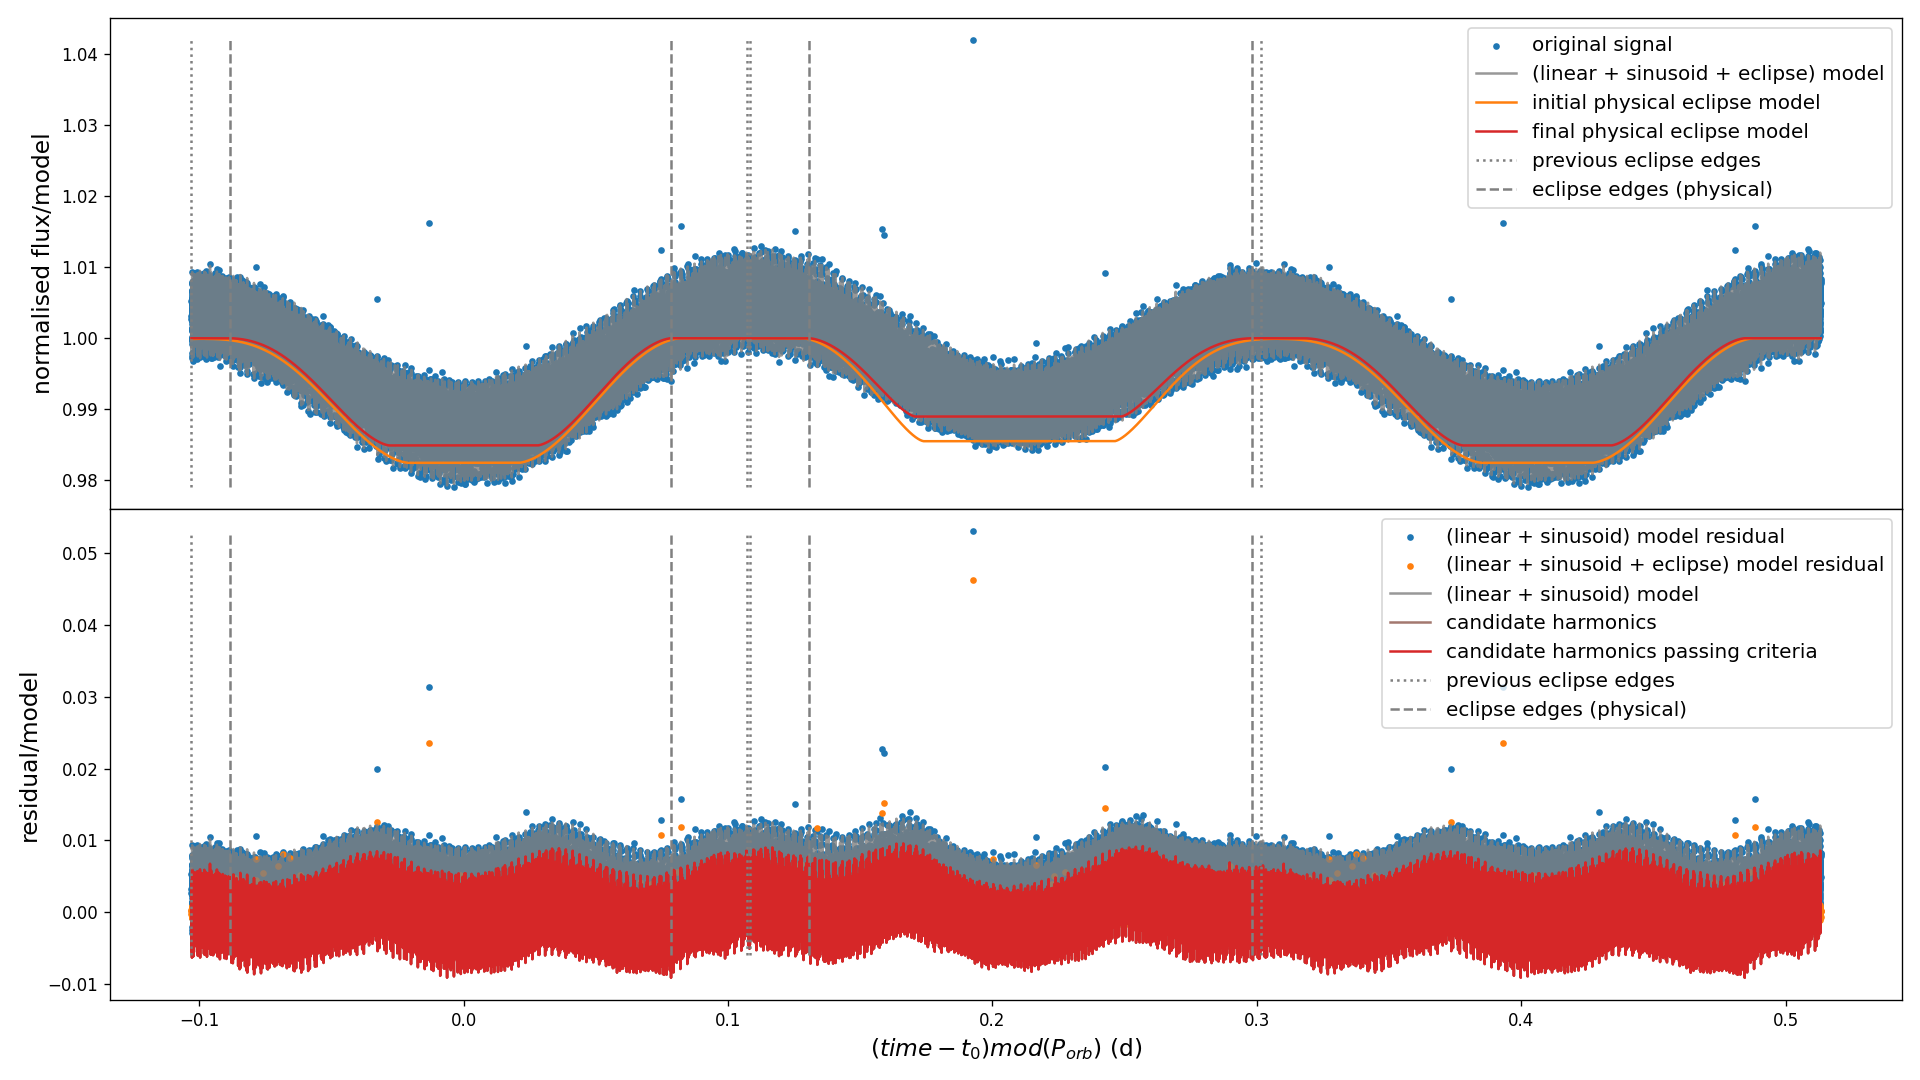 normalised flux/model
1.04
1.03
1.02
1.01
1.00
0.99
0.98
original signal
(linear + sinusoid + eclipse) model
initial physical eclipse model
final physical eclipse model
previous eclipse edges
eclipse edges (physical)
residual/model
0.05
0.04
0.03
0.02
0.01
0.00
−0.01
(linear + sinusoid) model residual
(linear + sinusoid + eclipse) model residual
(linear + sinusoid) model
candidate harmonics
candidate harmonics passing criteria
previous eclipse edges
eclipse edges (physical)
−0.1 0.0 0.1 0.2 0.3 0.4 0.5
(time − t₀)mod(Pₒᵣb) (d)